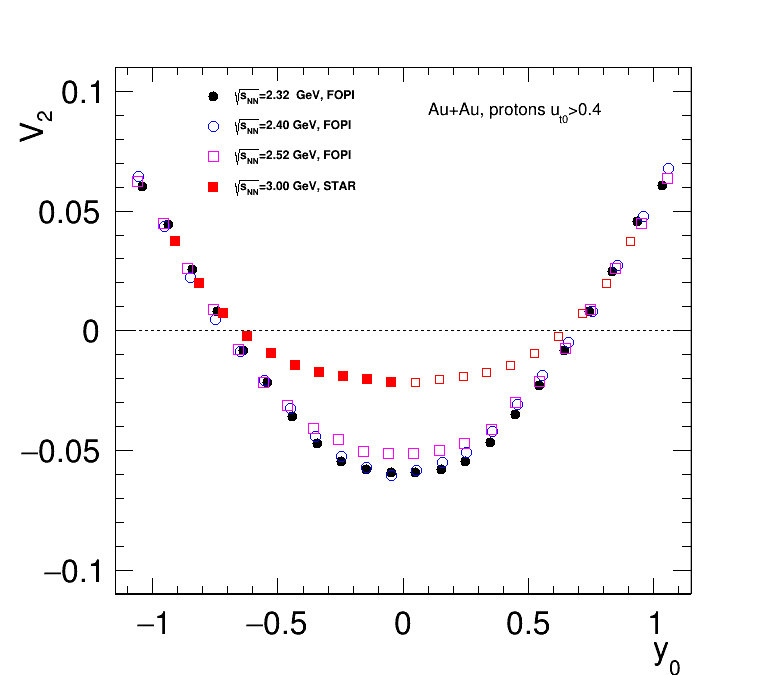 V₂
0.1
0.05
0
−0.05
−0.1
√sNN=2.32 GeV, FOPI
√sNN=2.40 GeV, FOPI
√sNN=2.52 GeV, FOPI
√sNN=3.00 GeV, STAR
Au+Au, protons uₜ₀>0.4
−1 −0.5 0 0.5 1
y₀